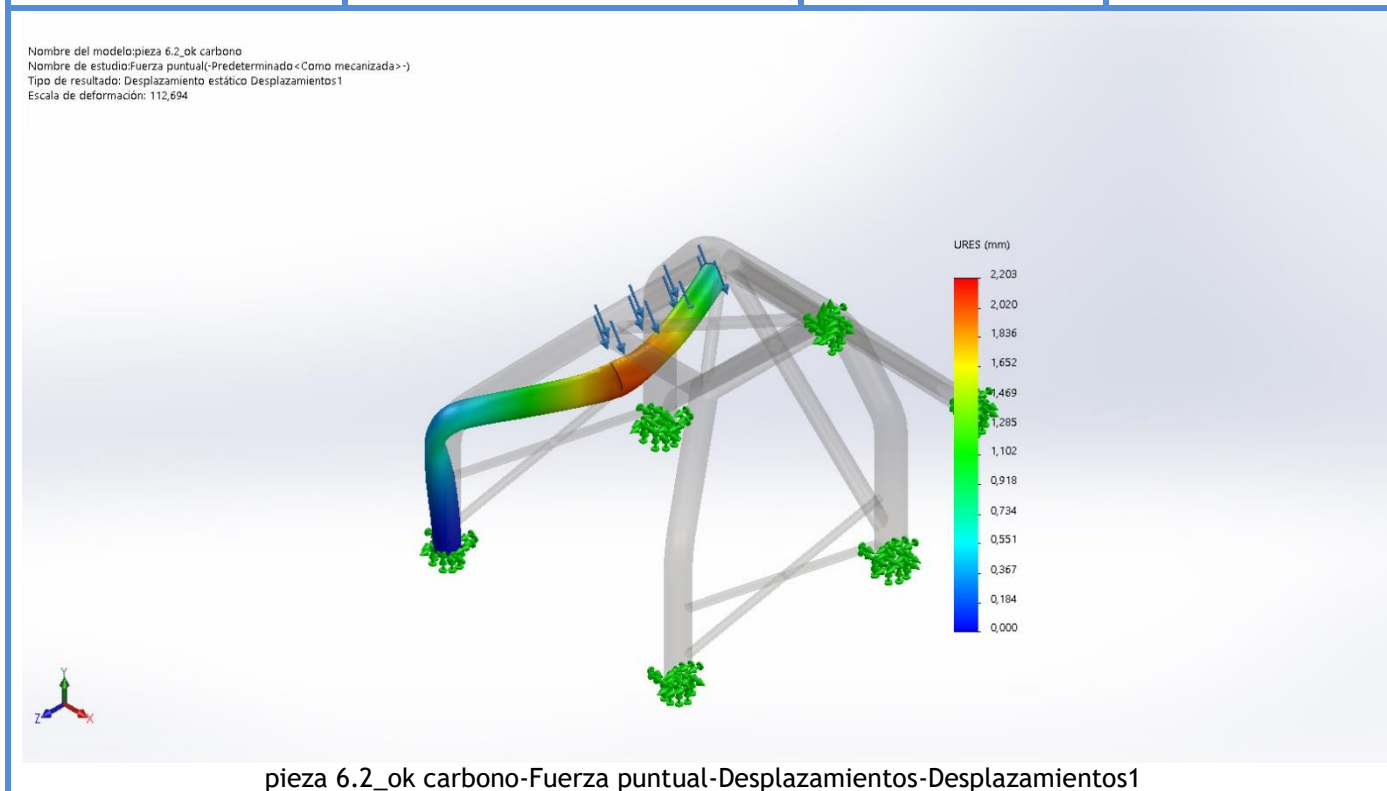 Nombre del modelo:pieza 6.2_ok carbono
Nombre de estudio:Fuerza puntual(-Predeterminado<Como mecanizada>-)
Tipo de resultado: Desplazamiento estático Desplazamientos1
Escala de deformación: 112,694
URES (mm)
2,203
2,020
1,836
1,652
1,469
1,285
1,102
0,918
0,734
0,551
0,367
0,184
0,000
Y
Z
X
pieza 6.2_ok carbono-Fuerza puntual-Desplazamientos-Desplazamientos1